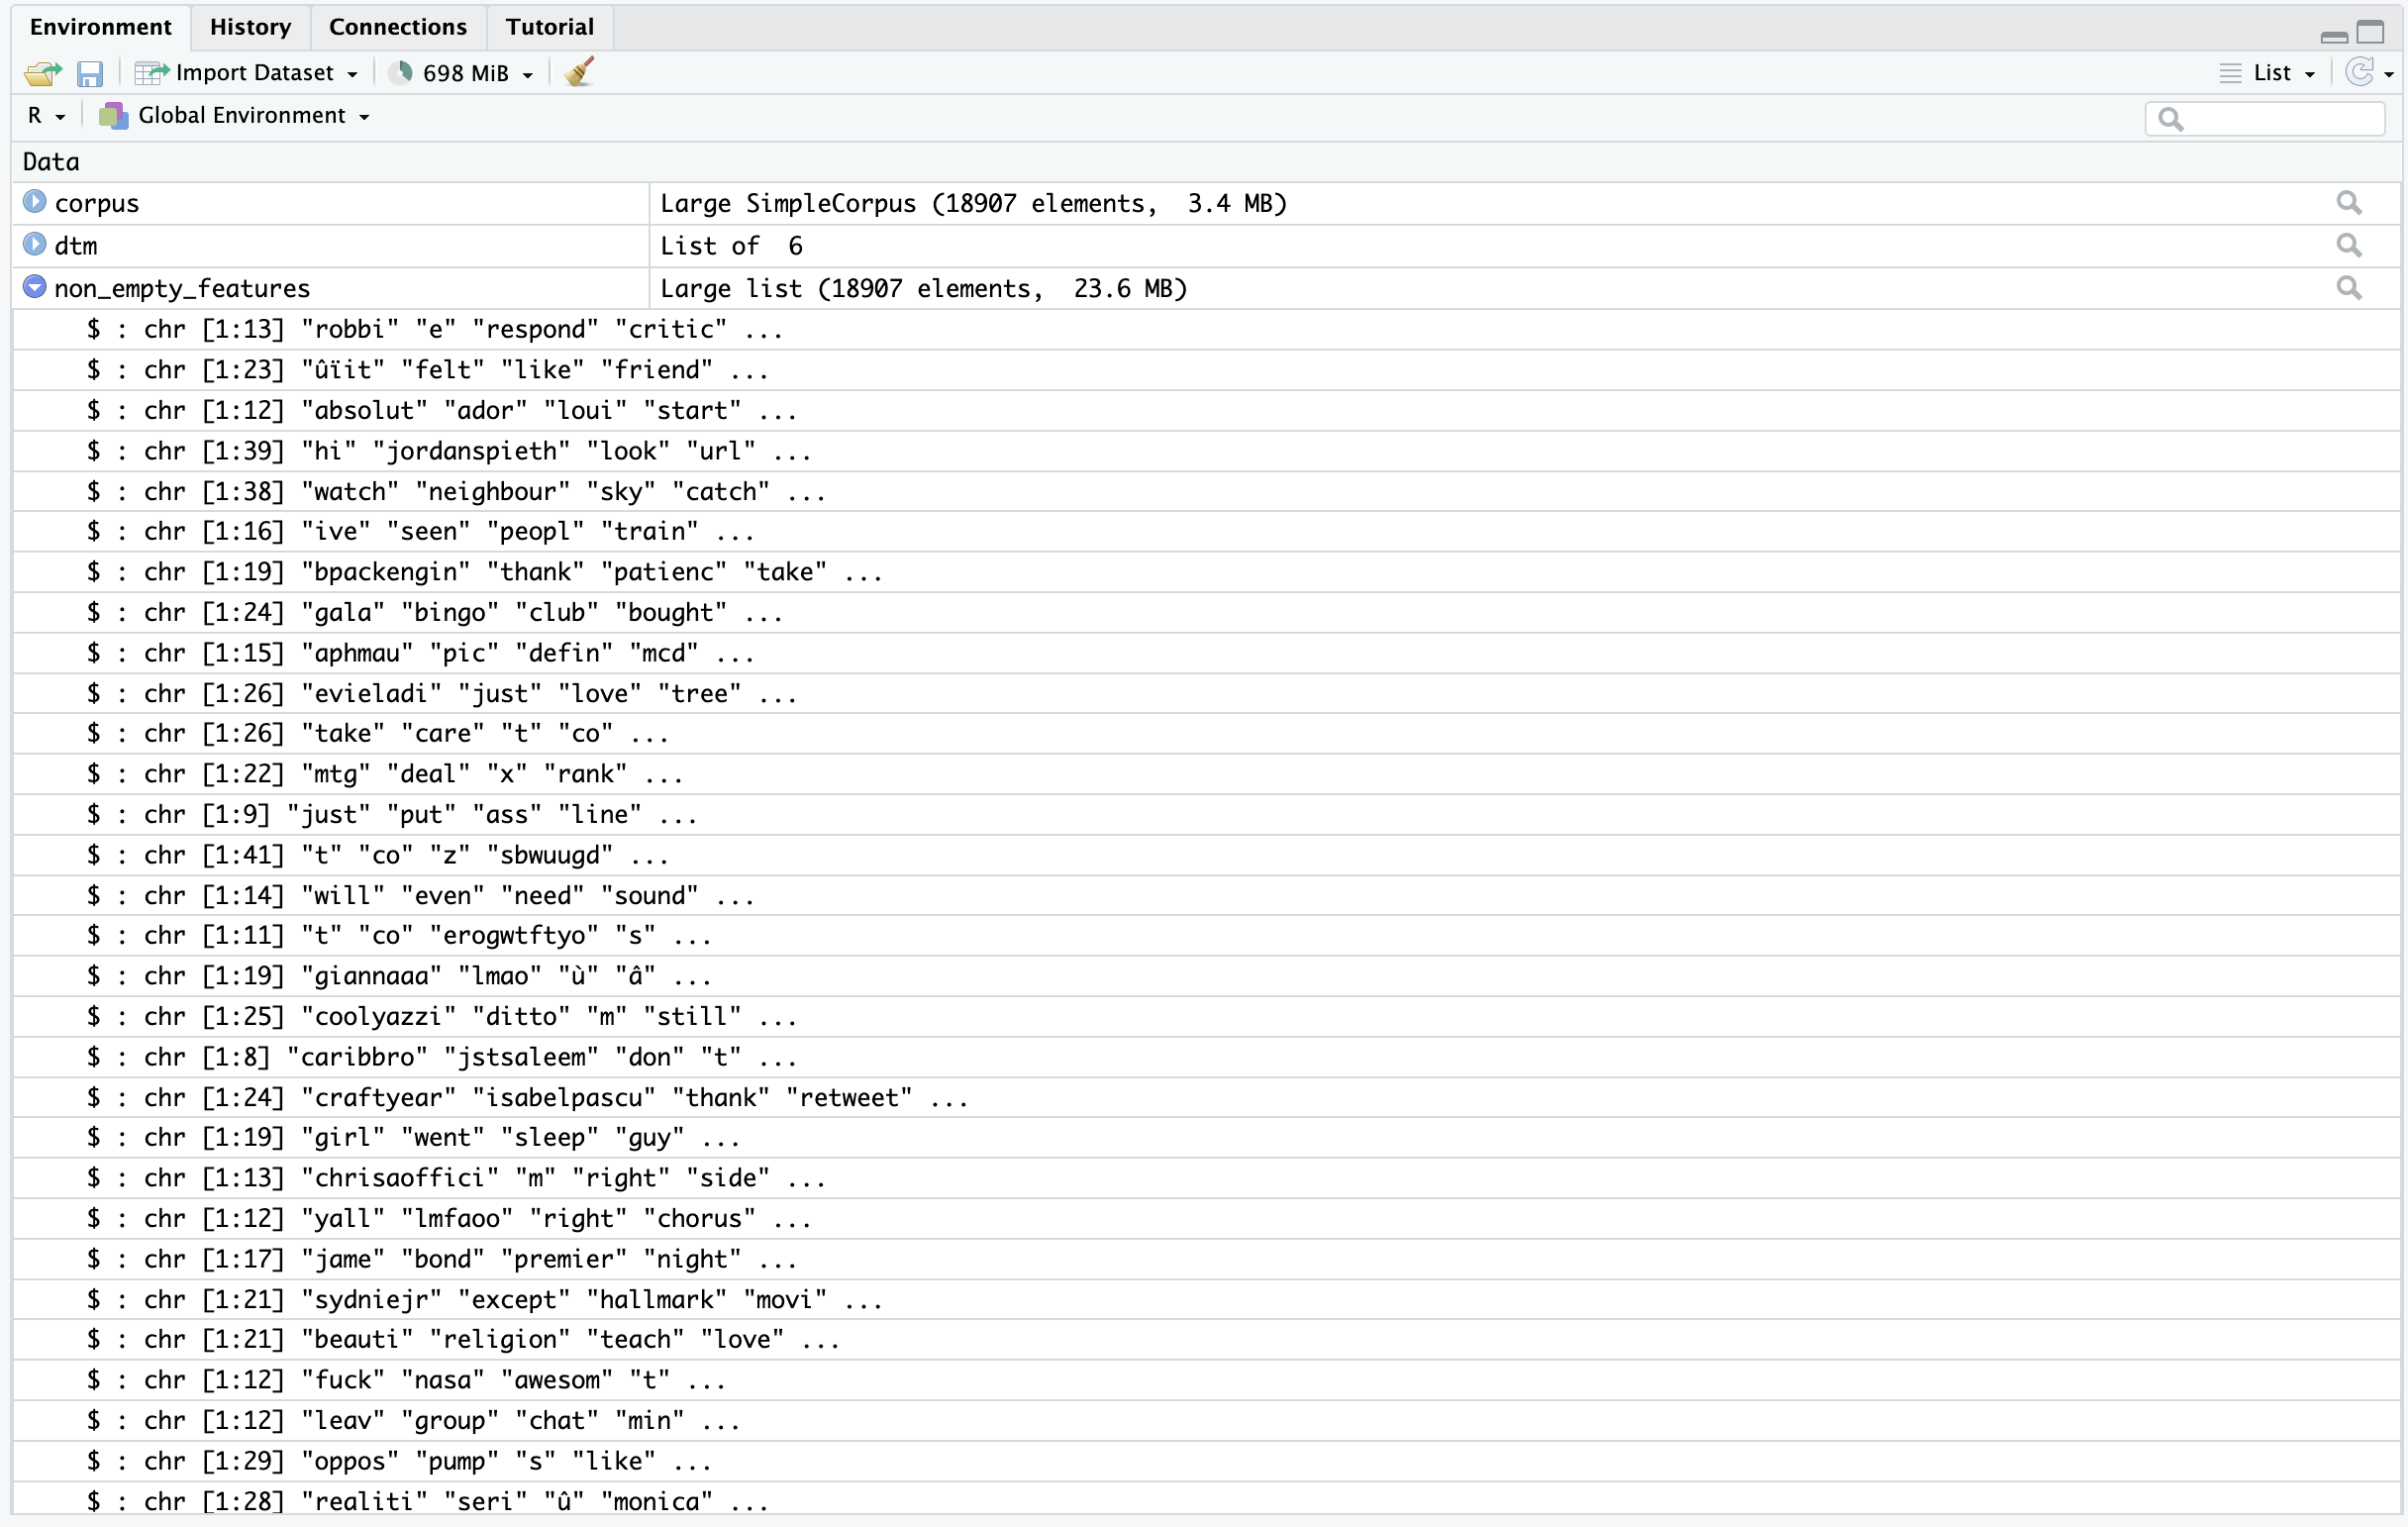 Environment History Connections Tutorial
Import Dataset 698 MiB List
R Global Environment
Data
corpus Large SimpleCorpus (18907 elements,  3.4 MB)
dtm List of  6
non_empty_features Large list (18907 elements,  23.6 MB)
$ : chr [1:13] "robbi" "e" "respond" "critic" ...
$ : chr [1:23] "ûïit" "felt" "like" "friend" ...
$ : chr [1:12] "absolut" "ador" "loui" "start" ...
$ : chr [1:39] "hi" "jordanspieth" "look" "url" ...
$ : chr [1:38] "watch" "neighbour" "sky" "catch" ...
$ : chr [1:16] "ive" "seen" "peopl" "train" ...
$ : chr [1:19] "bpackengin" "thank" "patienc" "take" ...
$ : chr [1:24] "gala" "bingo" "club" "bought" ...
$ : chr [1:15] "aphmau" "pic" "defin" "mcd" ...
$ : chr [1:26] "evieladi" "just" "love" "tree" ...
$ : chr [1:26] "take" "care" "t" "co" ...
$ : chr [1:22] "mtg" "deal" "x" "rank" ...
$ : chr [1:9] "just" "put" "ass" "line" ...
$ : chr [1:41] "t" "co" "z" "sbwuugd" ...
$ : chr [1:14] "will" "even" "need" "sound" ...
$ : chr [1:11] "t" "co" "erogwtftyo" "s" ...
$ : chr [1:19] "giannaaa" "lmao" "ù" "â" ...
$ : chr [1:25] "coolyazzi" "ditto" "m" "still" ...
$ : chr [1:8] "caribbro" "jstsaleem" "don" "t" ...
$ : chr [1:24] "craftyear" "isabelpascu" "thank" "retweet" ...
$ : chr [1:19] "girl" "went" "sleep" "guy" ...
$ : chr [1:13] "chrisaoffici" "m" "right" "side" ...
$ : chr [1:12] "yall" "lmfaoo" "right" "chorus" ...
$ : chr [1:17] "jame" "bond" "premier" "night" ...
$ : chr [1:21] "sydniejr" "except" "hallmark" "movi" ...
$ : chr [1:21] "beauti" "religion" "teach" "love" ...
$ : chr [1:12] "fuck" "nasa" "awesom" "t" ...
$ : chr [1:12] "leav" "group" "chat" "min" ...
$ : chr [1:29] "oppos" "pump" "s" "like" ...
$ : chr [1:28] "realiti" "seri" "û" "monica" ...